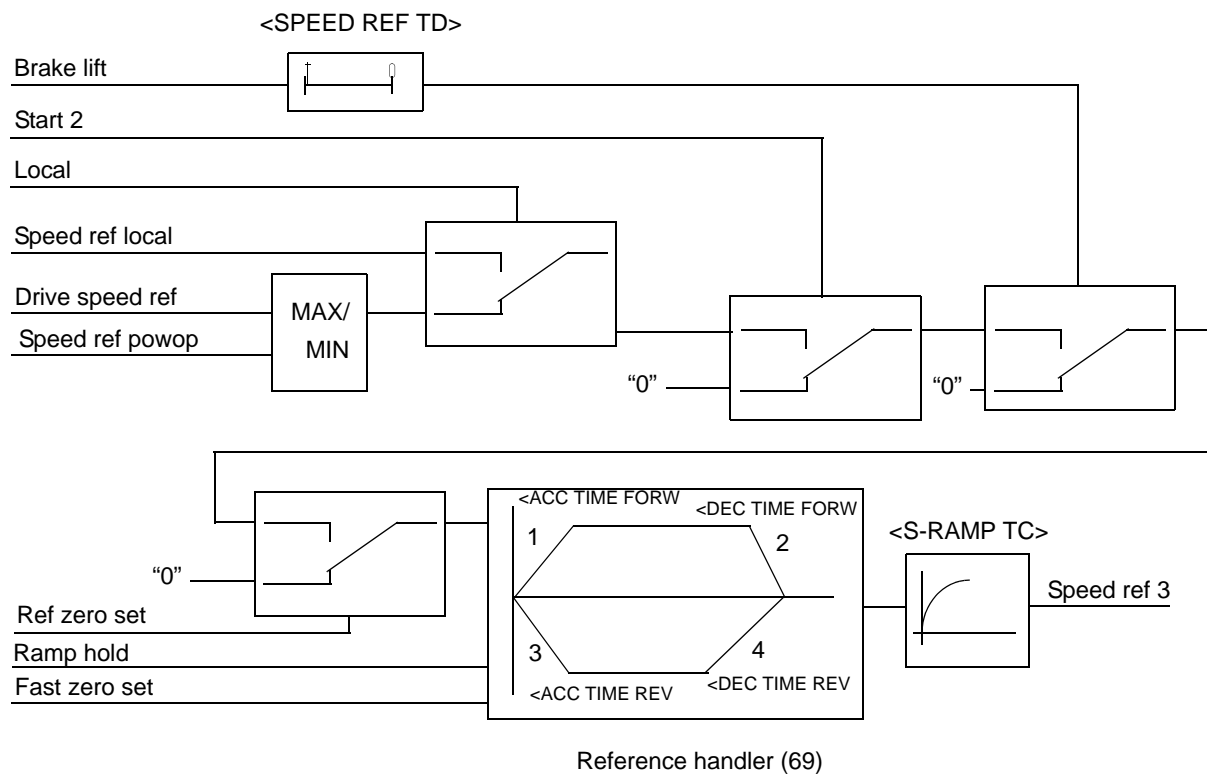 <SPEED REF TD>
Brake lift
Start 2
Local
Speed ref local
Drive speed ref
Speed ref powop
MAX/
MIN
“0”
“0”
<ACC TIME FORW
<DEC TIME FORW
1
2
<S-RAMP TC>
“0”
Speed ref 3
Ref zero set
Ramp hold
Fast zero set
3
4
<ACC TIME REV
<DEC TIME REV
Reference handler (69)